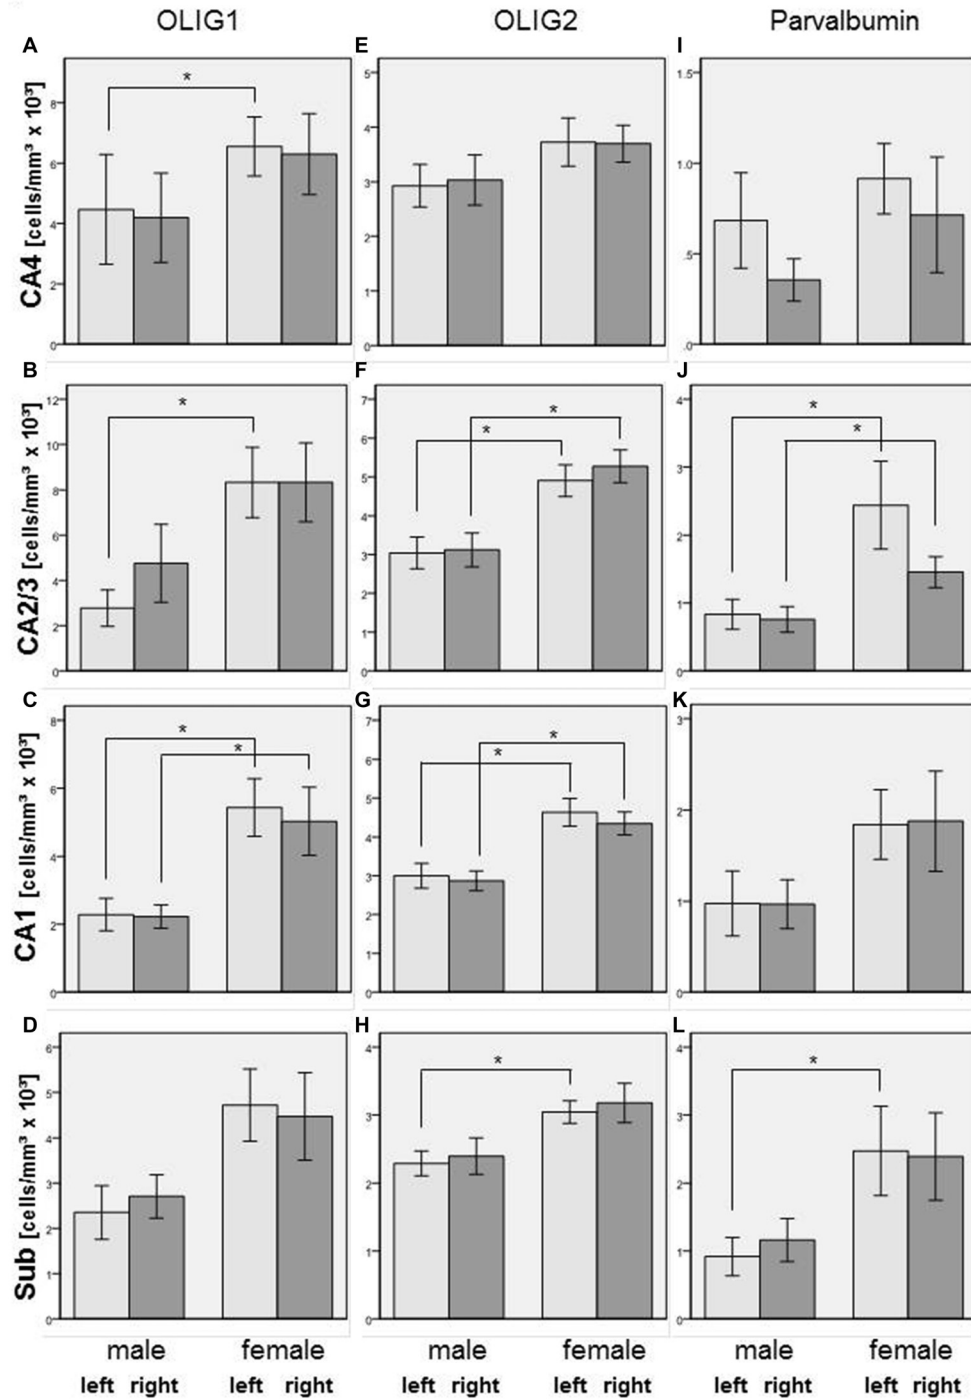 OLIG1 OLIG2 Parvalbumin
A E I
CA4 [cells/mm³ x 10³]
8 6 4 2 0
*
5 4 3 2 1 0
1.5 1.0 .5 .0
B F J
CA2/3 [cells/mm³ x 10³]
12 10 8 6 4 2 0
*
7 6 5 4 3 2 1 0
* *
4 3 2 1 0
* *
C G K
CA1 [cells/mm³ x 10³]
8 6 4 2 0
* *
7 6 5 4 3 2 1 0
* *
3 2 1 0
D H L
Sub [cells/mm³ x 10³]
6 5 4 3 2 1 0
4 3 2 1 0
*
4 3 2 1 0
*
male female male female male female
left right left right left right left right left right left right